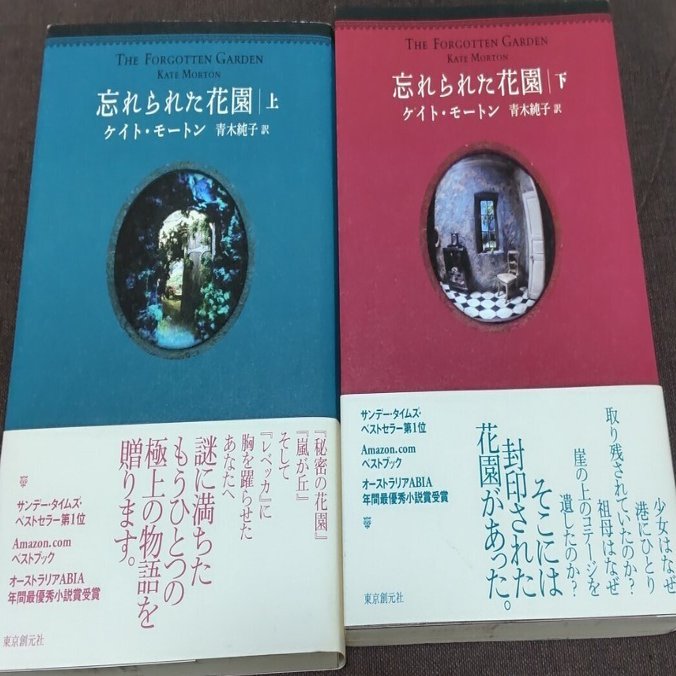 THE FORGOTTEN GARDEN
KATE MORTON
忘れられた花園|上
ケイト・モートン 青木純子 訳
『秘密の花園』
『嵐が丘』
そして
『レベッカ』に
胸を躍らせた
あなたへ
謎に満ちた
もうひとつの
極上の物語を
贈ります。
サンデー・タイムズ・
ベストセラー第1位
Amazon.com
ベストブック
オーストラリアABIA
年間最優秀小説賞受賞
東京創元社
THE FORGOTTEN GARDEN
KATE MORTON
忘れられた花園|下
ケイト・モートン 青木純子 訳
少女はなぜ
港にひとり
取り残されていたのか?
祖母はなぜ
崖の上のコテージを
遺したのか?
そこには
封印された
花園があった。
サンデー・タイムズ・
ベストセラー第1位
Amazon.com
ベストブック
オーストラリアABIA
年間最優秀小説賞受賞
東京創元社